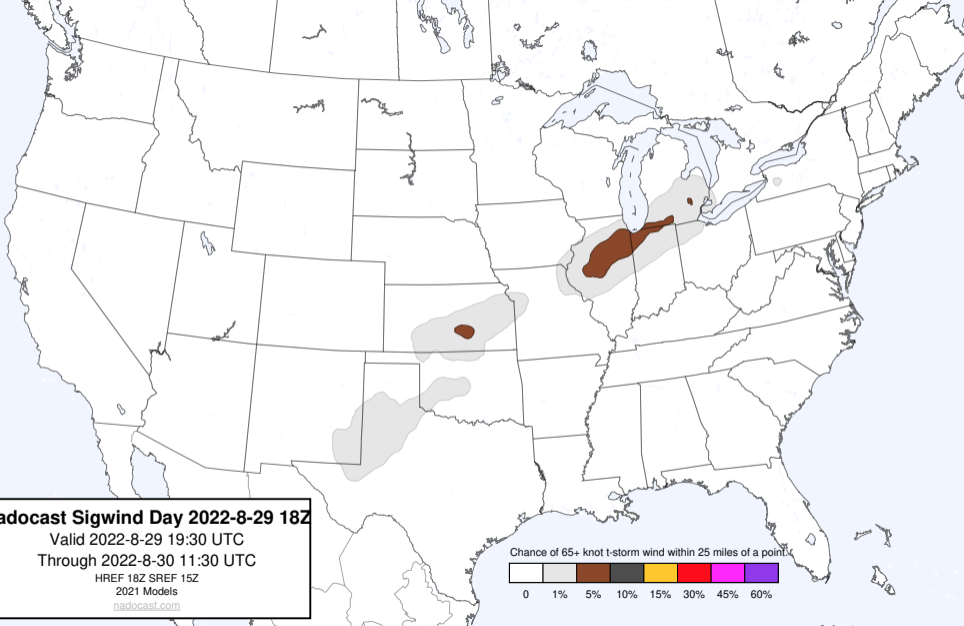 adocast Sigwind Day 2022-8-29 18Z
Valid 2022-8-29 19:30 UTC
Through 2022-8-30 11:30 UTC
HREF 18Z SREF 15Z
2021 Models
nadocast.com
Chance of 65+ knot t-storm wind within 25 miles of a point.
0 1% 5% 10% 15% 30% 45% 60%